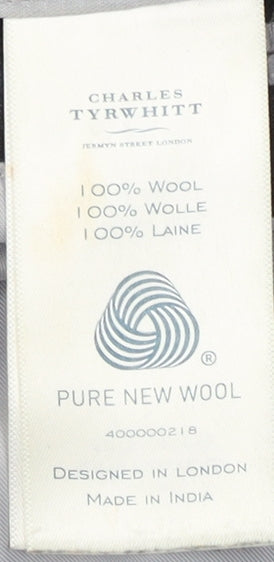 CHARLES
TYRWHITT
JERMYN STREET LONDON
100% WOOL
100% WOLLE
100% LAINE
®
PURE NEW WOOL
400000218
DESIGNED IN LONDON
MADE IN INDIA